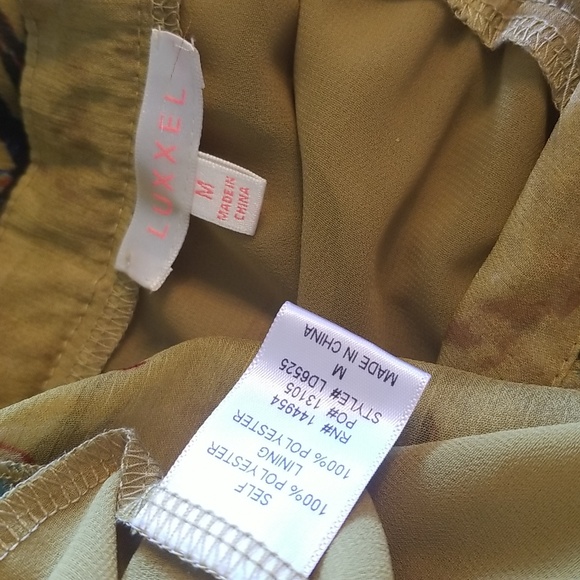 LUXXEL
M
MADE IN
CHINA
SELF
100% POLYESTER
LINING
100% POLYESTER
RN# 144954
PO# 13105
STYLE# LD6525
M
MADE IN CHINA